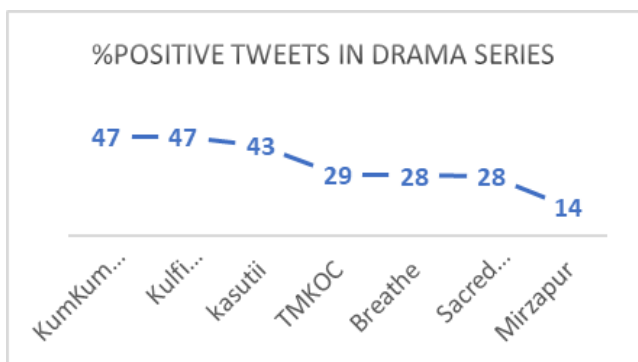 %POSITIVE TWEETS IN DRAMA SERIES
47 47 43 29 28 28 14
KumKum...
Kulfi...
kasutii
TMKOC
Breathe
Sacred...
Mirzapur